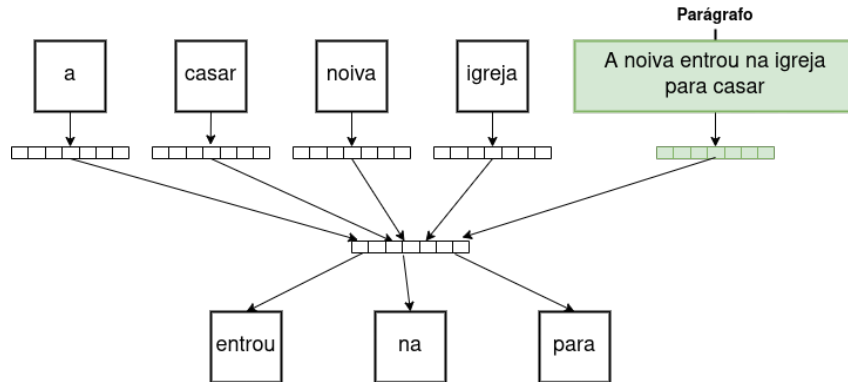 Parágrafo
a
casar
noiva
igreja
A noiva entrou na igreja
para casar
entrou
na
para